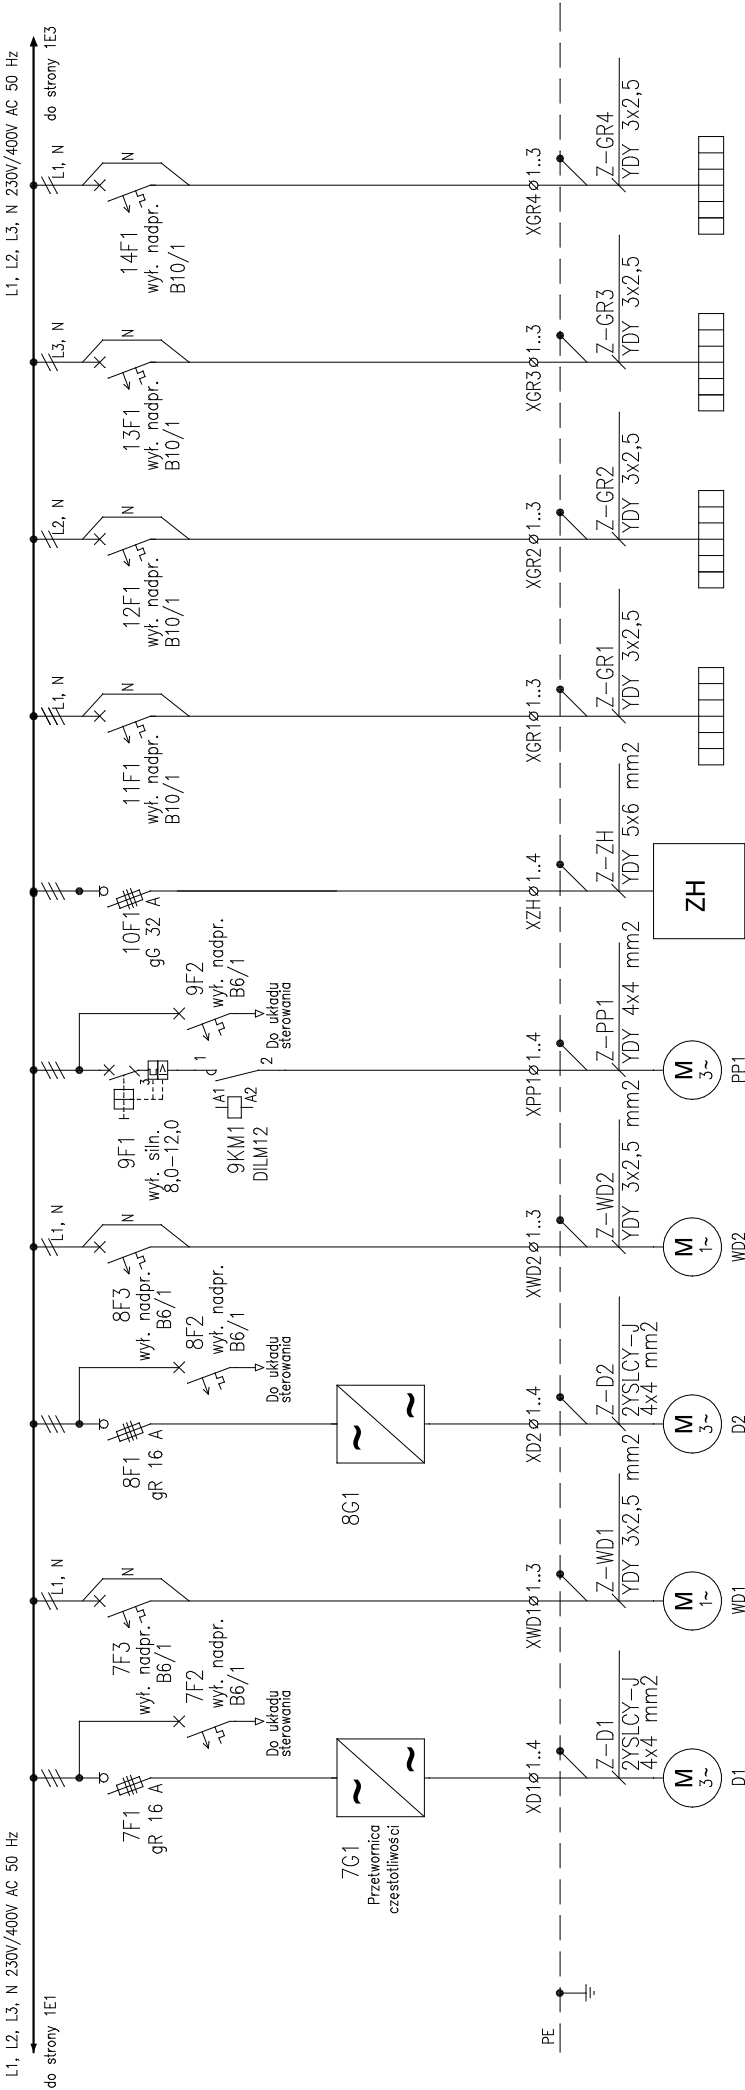 L1, L2, L3, N 230V/400V AC 50 Hz
do strony 1E1
L1, L2, L3, N 230V/400V AC 50 Hz
do strony 1E3
PE
7F1
gR 16 A
7F2
wył. nadpr.
B6/1
Do układu
sterowania
7G1
Przetwornica
częstotliwości
XD1 1..4
Z-D1
2YSLCY-J
4x4 mm2
M
3~
D1
L1, N
N
7F3
wył. nadpr.
B6/1
XWD1 1..3
Z-WD1
YDY 3x2,5 mm2
M
1~
WD1
8F1
gR 16 A
8F2
wył. nadpr.
B6/1
Do układu
sterowania
8G1
XD2 1..4
Z-D2
2YSLCY-J
4x4 mm2
M
3~
D2
L1, N
N
8F3
wył. nadpr.
B6/1
XWD2 1..3
Z-WD2
YDY 3x2,5 mm2
M
1~
WD2
9F1
wył. siln.
8,0-12,0
3
9F2
wył. nadpr.
B6/1
Do układu
sterowania
1
2
A1
A2
9KM1
DILM12
XPP1 1..4
Z-PP1
YDY 4x4 mm2
M
3~
PP1
10F1
gG 32 A
XZH 1..4
Z-ZH
YDY 5x6 mm2
ZH
L1, N
N
11F1
wył. nadpr.
B10/1
XGR1 1..3
Z-GR1
YDY 3x2,5
L2, N
N
12F1
wył. nadpr.
B10/1
XGR2 1..3
Z-GR2
YDY 3x2,5
L3, N
N
13F1
wył. nadpr.
B10/1
XGR3 1..3
Z-GR3
YDY 3x2,5
L1, N
N
14F1
wył. nadpr.
B10/1
XGR4 1..3
Z-GR4
YDY 3x2,5